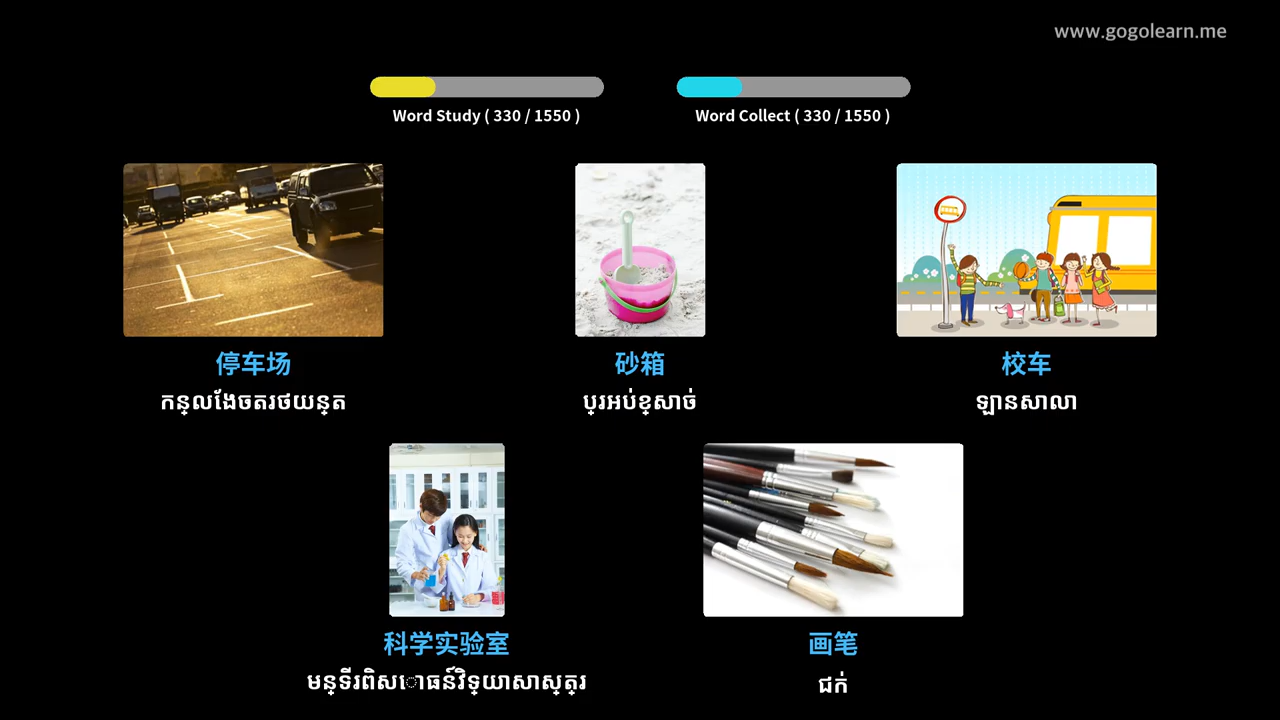 www.gogolearn.me
Word Study ( 330 / 1550 )
Word Collect ( 330 / 1550 )
停车场
កន្លងែចតរថយន្ត
砂箱
ប្រអប់ខ្សាច់
校车
ឡានសាលា
科学实验室
មន្ទីរពិសោធន៍វិទ្យាសាស្ត្រ
画笔
ជក់